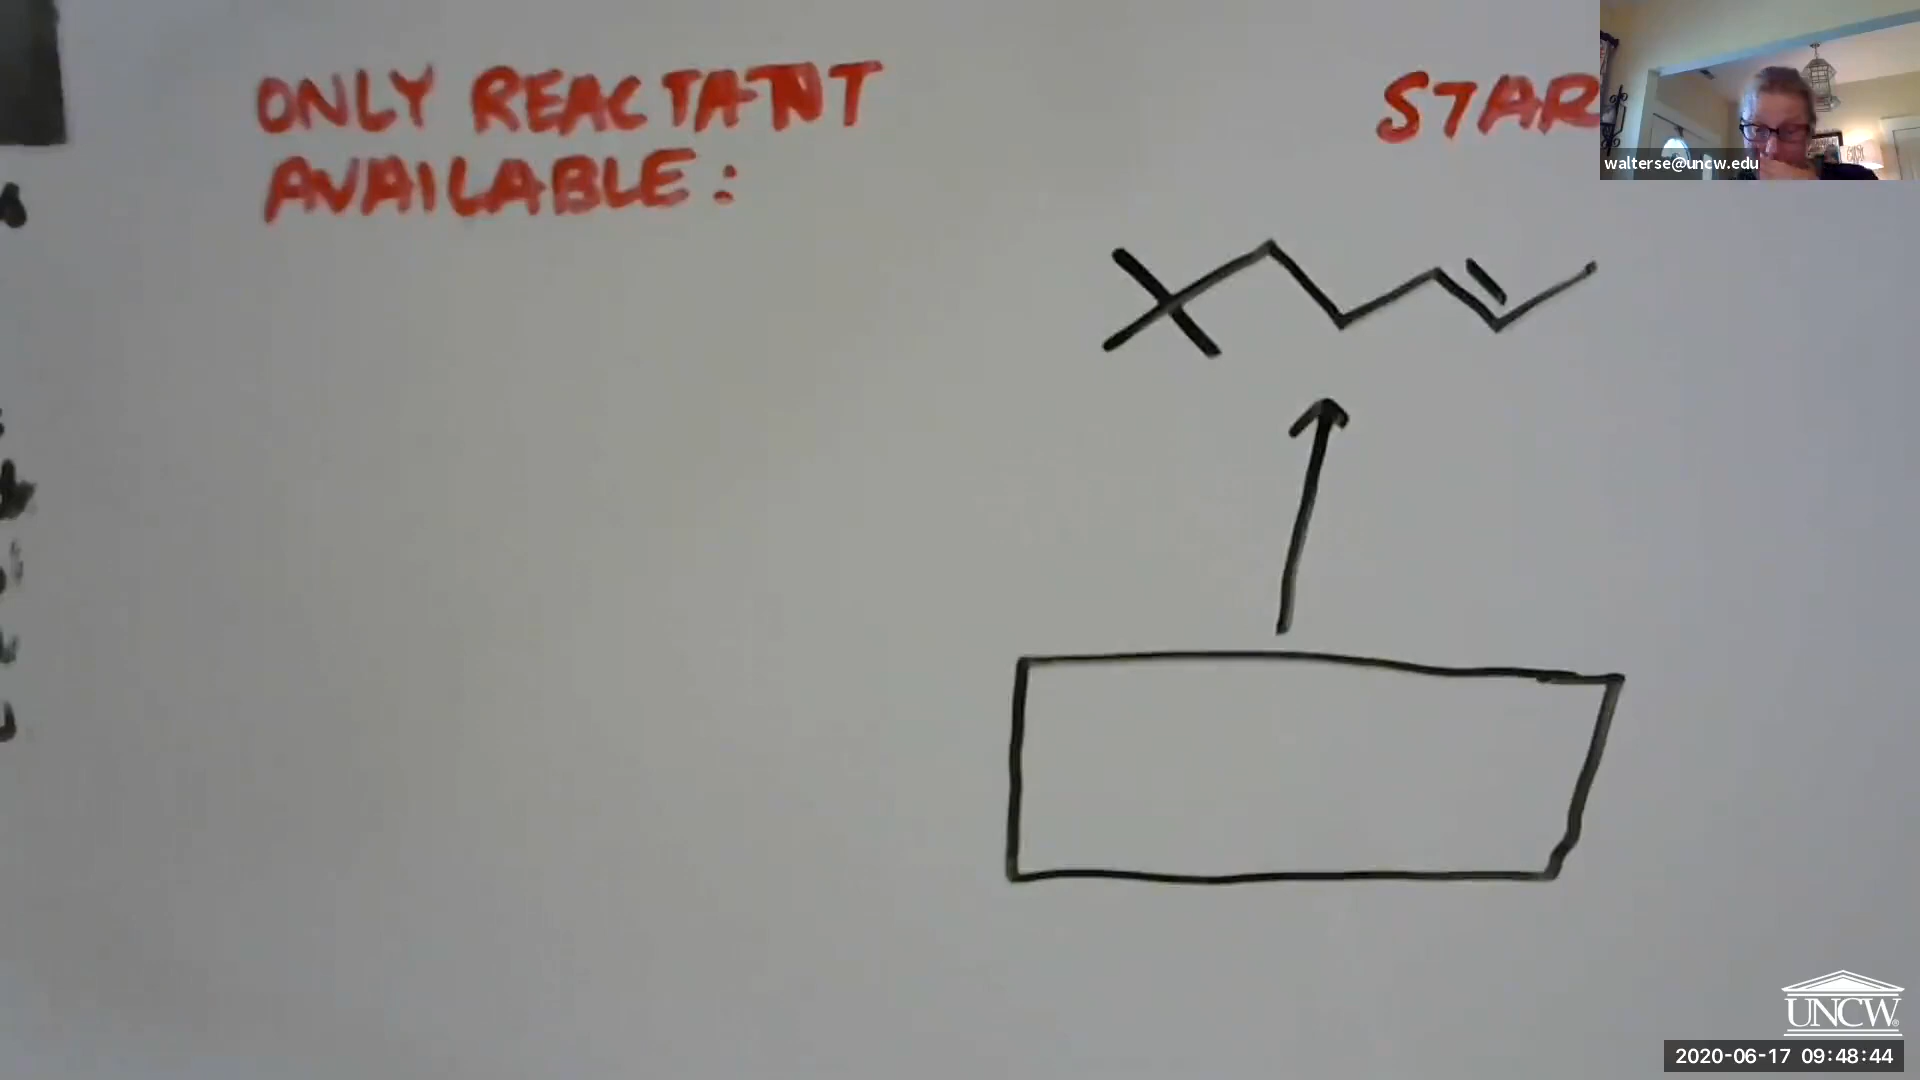 ONLY REACTANT
AVAILABLE:
STAR
walterse@uncw.edu
UNCW
2020-06-17 09:48:44